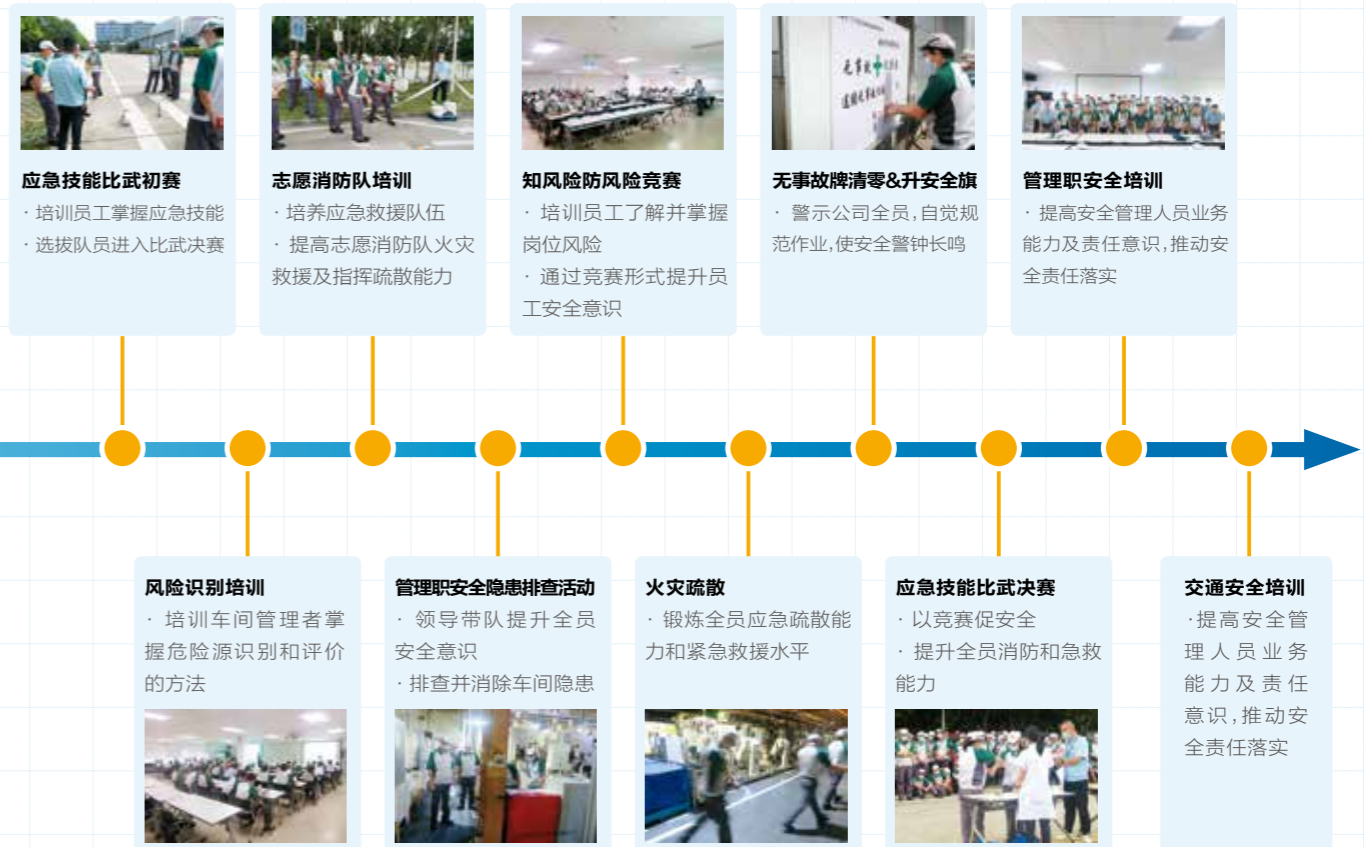 应急技能比武初赛
· 培训员工掌握应急技能
· 选拔队员进入比武决赛
志愿消防队培训
· 培养应急救援队伍
· 提高志愿消防队火灾
救援及指挥疏散能力
知风险防风险竞赛
· 培训员工了解并掌握
岗位风险
· 通过竞赛形式提升员
工安全意识
无事故牌清零&升安全旗
· 警示公司全员,自觉规
范作业,使安全警钟长鸣
管理职安全培训
· 提高安全管理人员业务
能力及责任意识,推动安
全责任落实
风险识别培训
· 培训车间管理者掌
握危险源识别和评价
的方法
管理职安全隐患排查活动
· 领导带队提升全员
安全意识
· 排查并消除车间隐患
火灾疏散
· 锻炼全员应急疏散能
力和紧急救援水平
应急技能比武决赛
· 以竞赛促安全
· 提升全员消防和急救
能力
交通安全培训
·提高安全管
理人员业务
能力及责任
意识,推动安
全责任落实